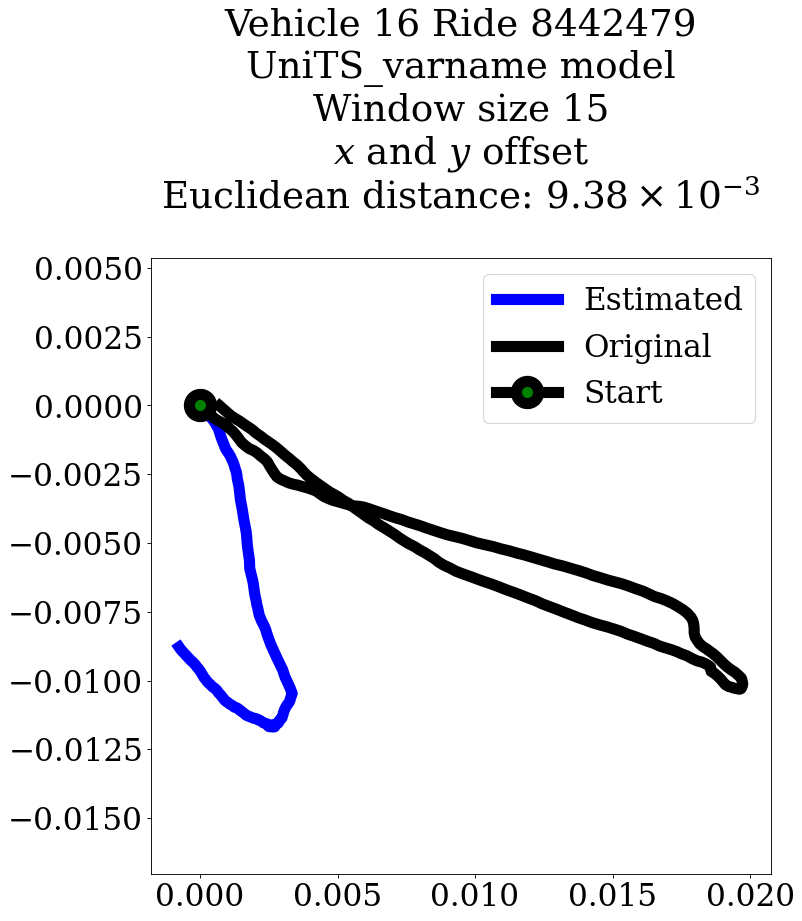 Vehicle 16 Ride 8442479
UniTS_varname model
Window size 15
x and y offset
Euclidean distance: 9.38 × 10⁻³
Estimated
Original
Start
0.0050
0.0025
0.0000
−0.0025
−0.0050
−0.0075
−0.0100
−0.0125
−0.0150
0.000 0.005 0.010 0.015 0.020